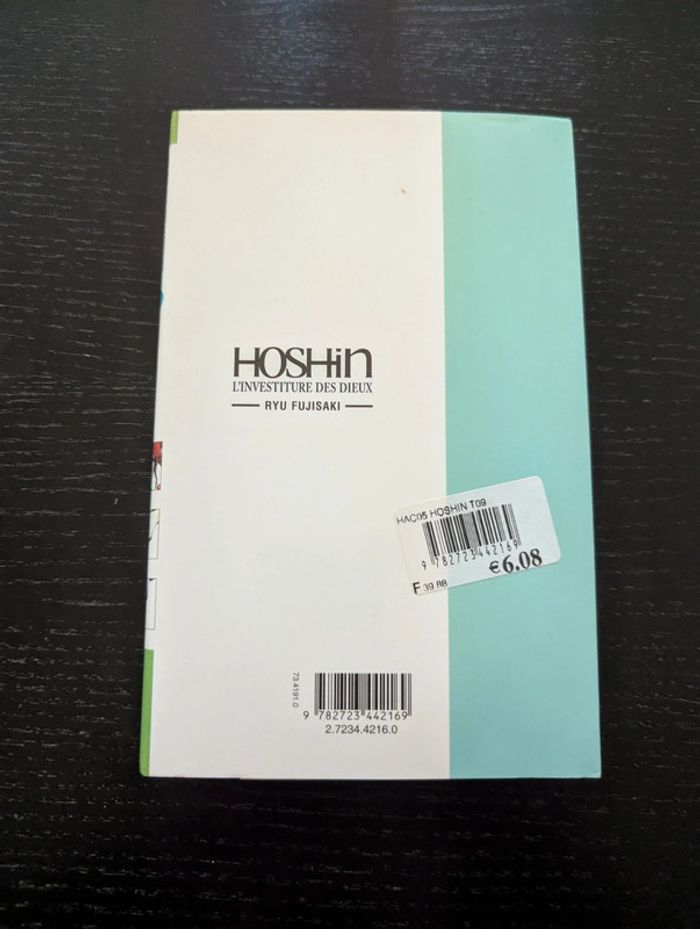 HOSHiN
L'INVESTITURE DES DIEUX
RYU FUJISAKI
HAC05 HOSHIN T09
9 782723 442169
€6.08
F 39.88
73.4191.0
9 782723 442169
2.7234.4216.0